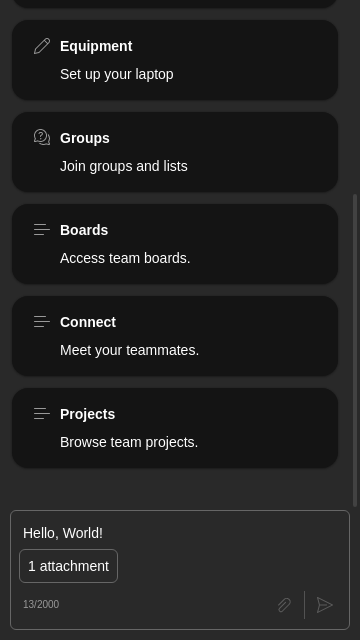 Equipment
Set up your laptop
Groups
Join groups and lists
Boards
Access team boards.
Connect
Meet your teammates.
Projects
Browse team projects.
Hello, World!
1 attachment
13/2000